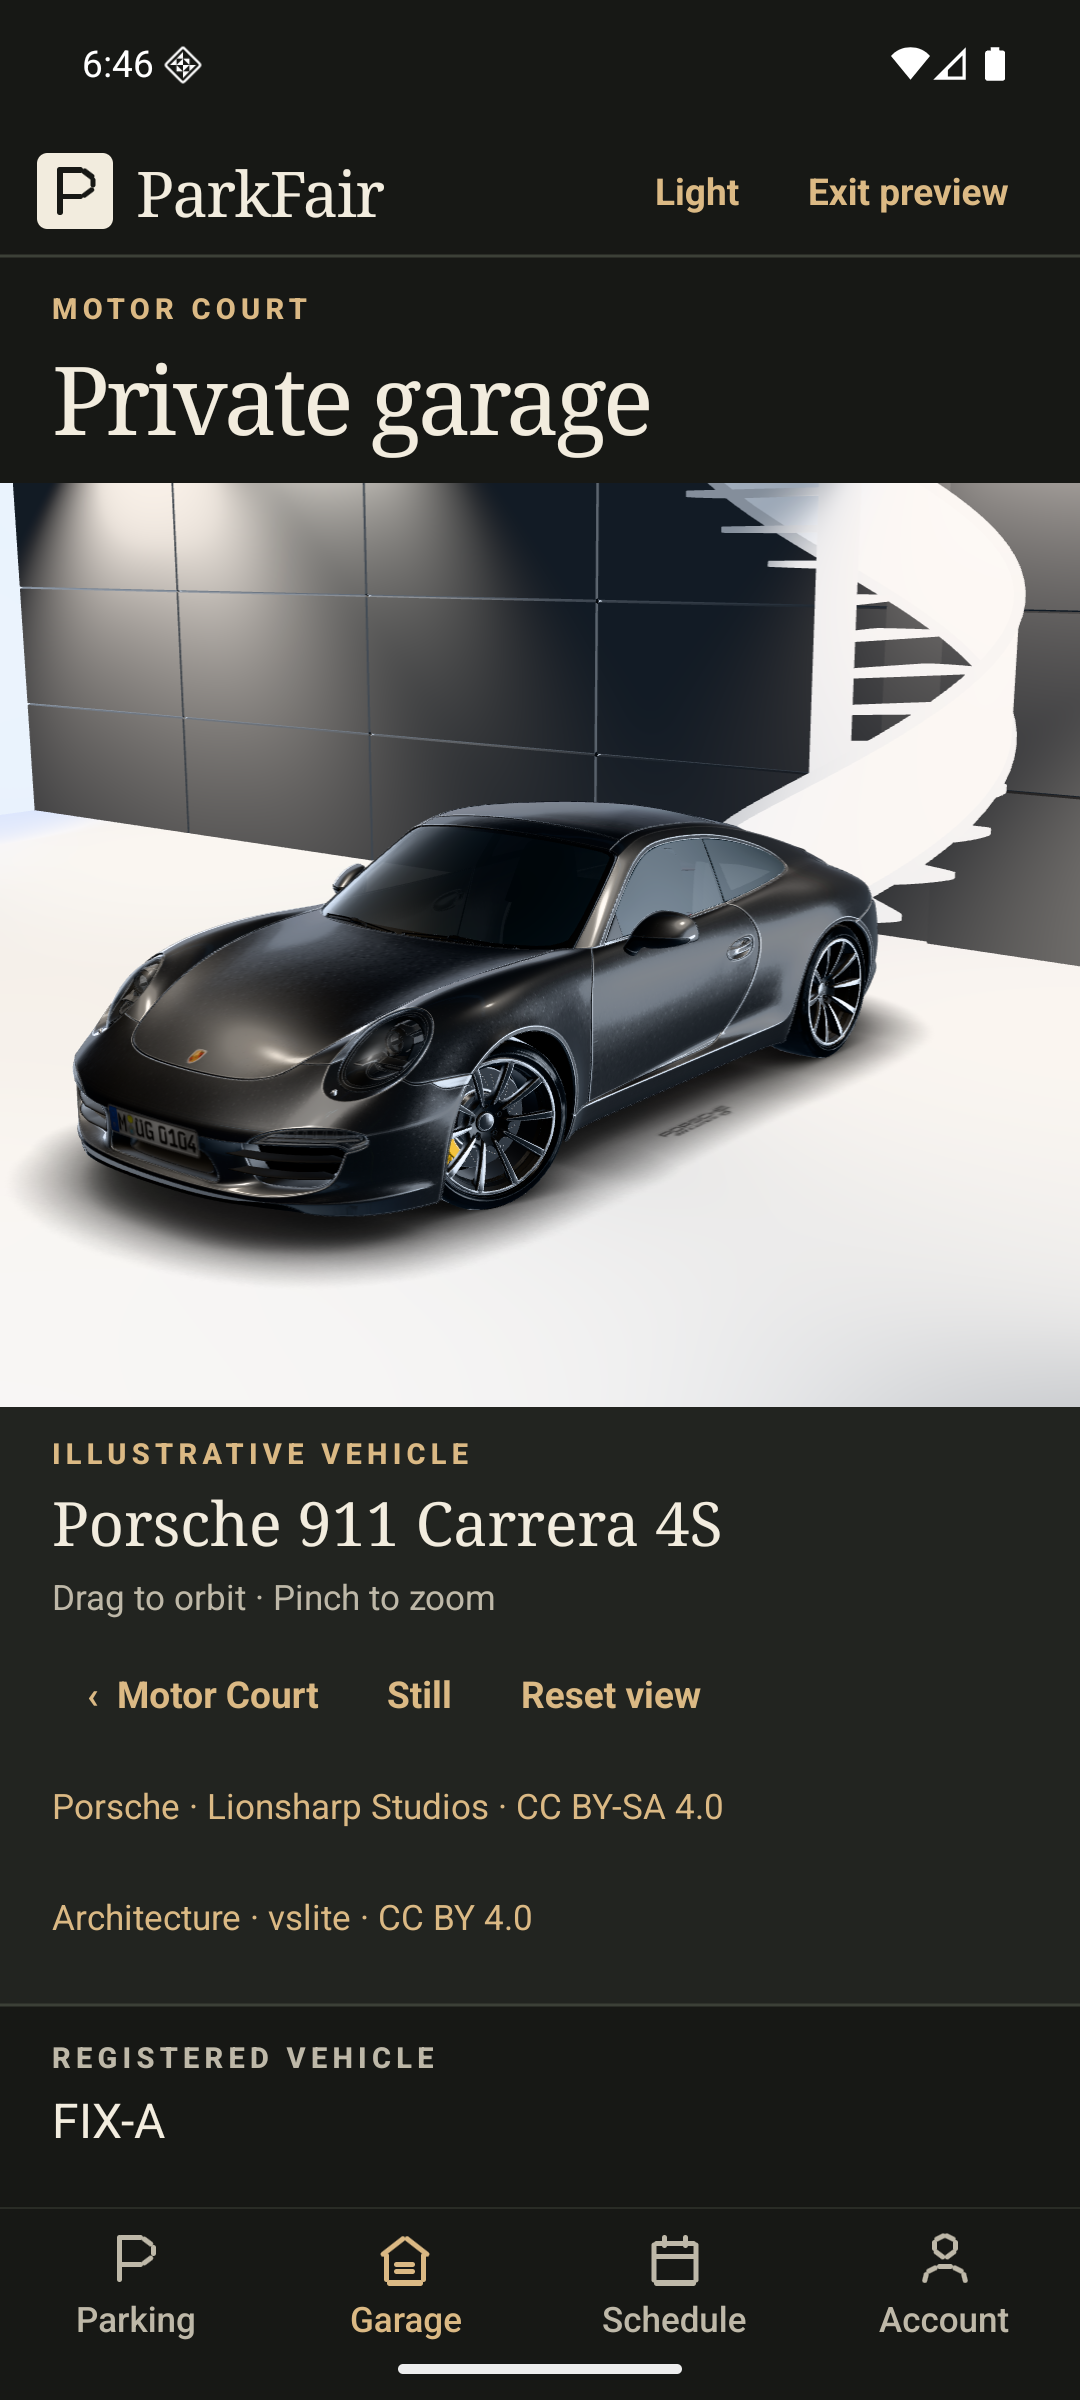 6:46
ParkFair
Light
Exit preview
MOTOR COURT
Private garage
M UG 0104
ILLUSTRATIVE VEHICLE
Porsche 911 Carrera 4S
Drag to orbit · Pinch to zoom
‹ Motor Court
Still
Reset view
Porsche · Lionsharp Studios · CC BY-SA 4.0
Architecture · vslite · CC BY 4.0
REGISTERED VEHICLE
FIX-A
Parking
Garage
Schedule
Account